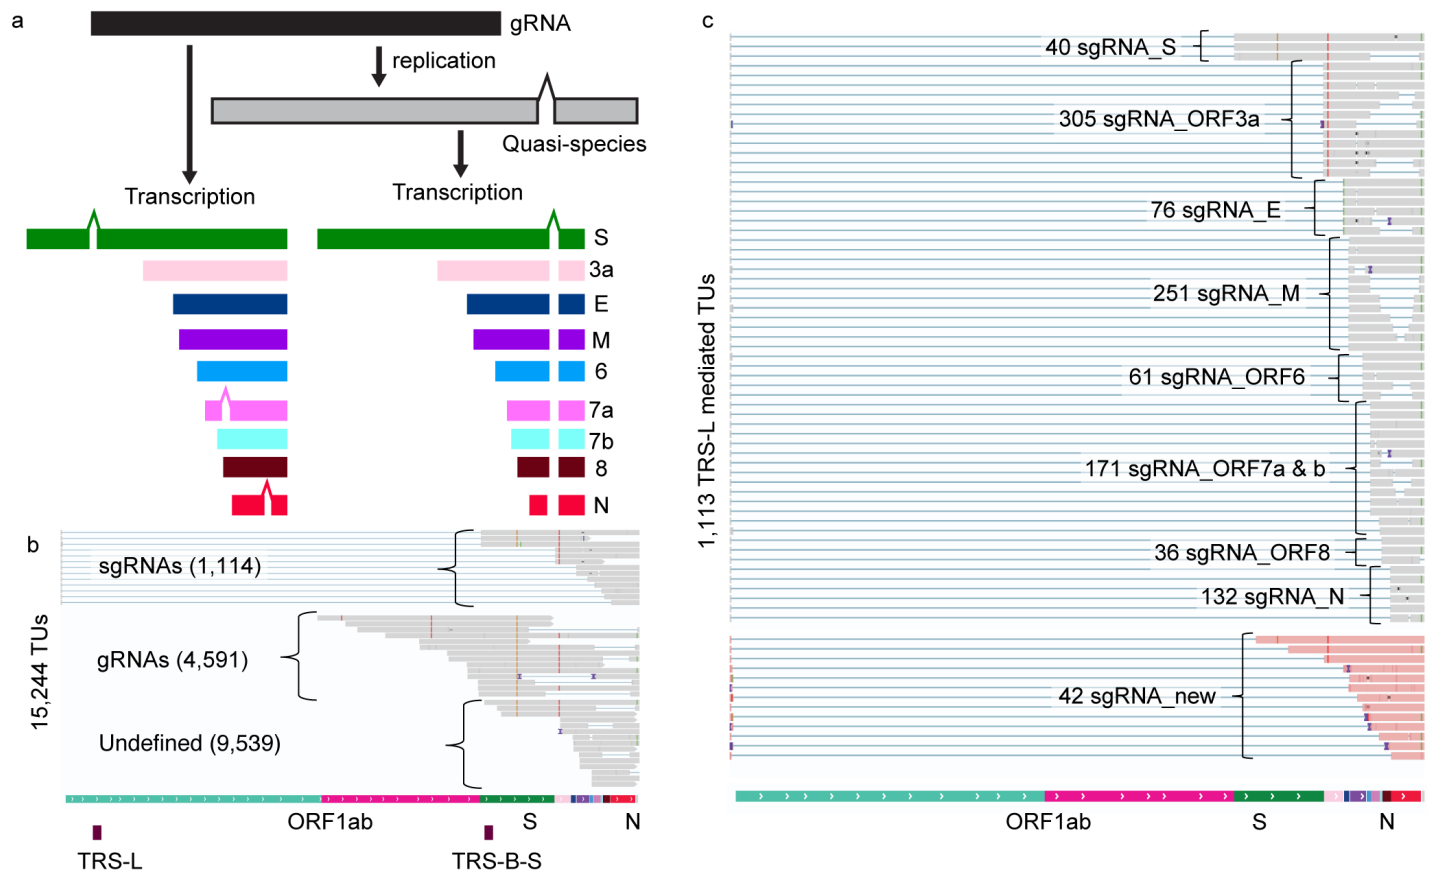 a
gRNA
replication
Quasi-species
Transcription
Transcription
S
3a
E
M
6
7a
7b
8
N
b
15,244 TUs
sgRNAs (1,114)
gRNAs (4,591)
Undefined (9,539)
ORF1ab
S
N
TRS-L
TRS-B-S
c
1,113 TRS-L mediated TUs
40 sgRNA_S
305 sgRNA_ORF3a
76 sgRNA_E
251 sgRNA_M
61 sgRNA_ORF6
171 sgRNA_ORF7a & b
36 sgRNA_ORF8
132 sgRNA_N
42 sgRNA_new
ORF1ab
S
N